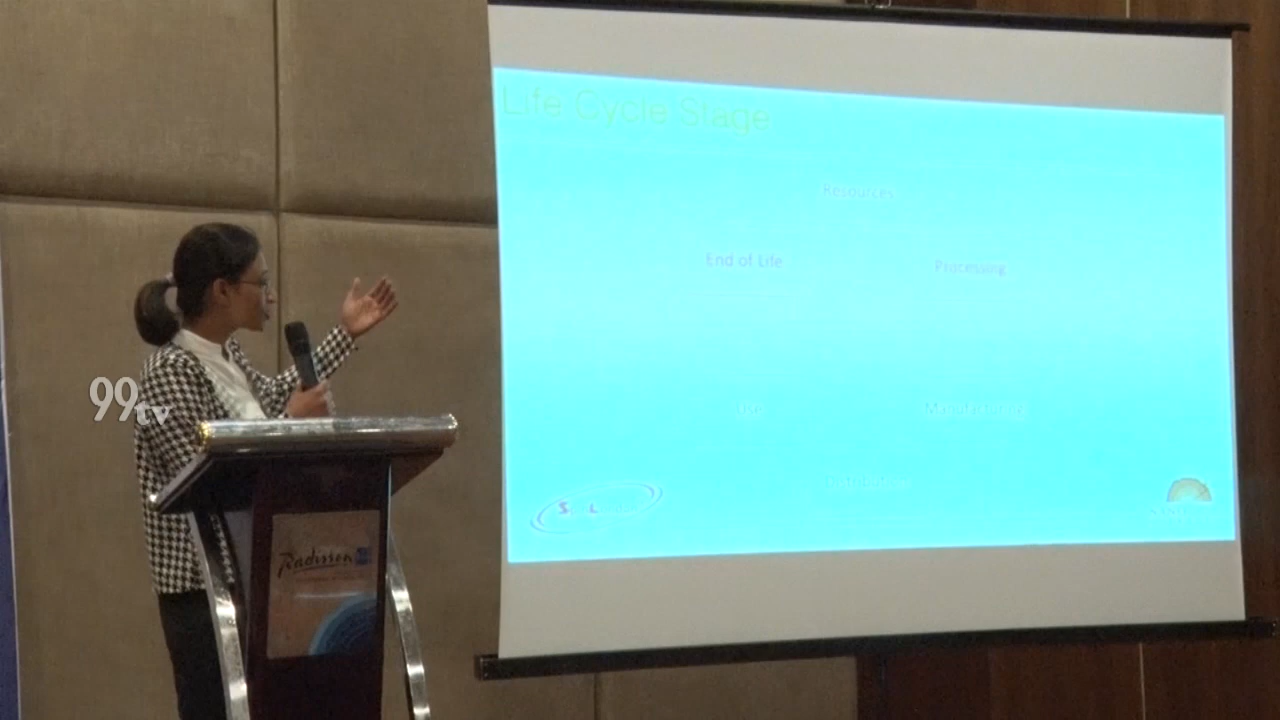 Life Cycle Stage
Resources
End of Life
Processing
Use
Manufacturing
Distribution
99tv
Radisson